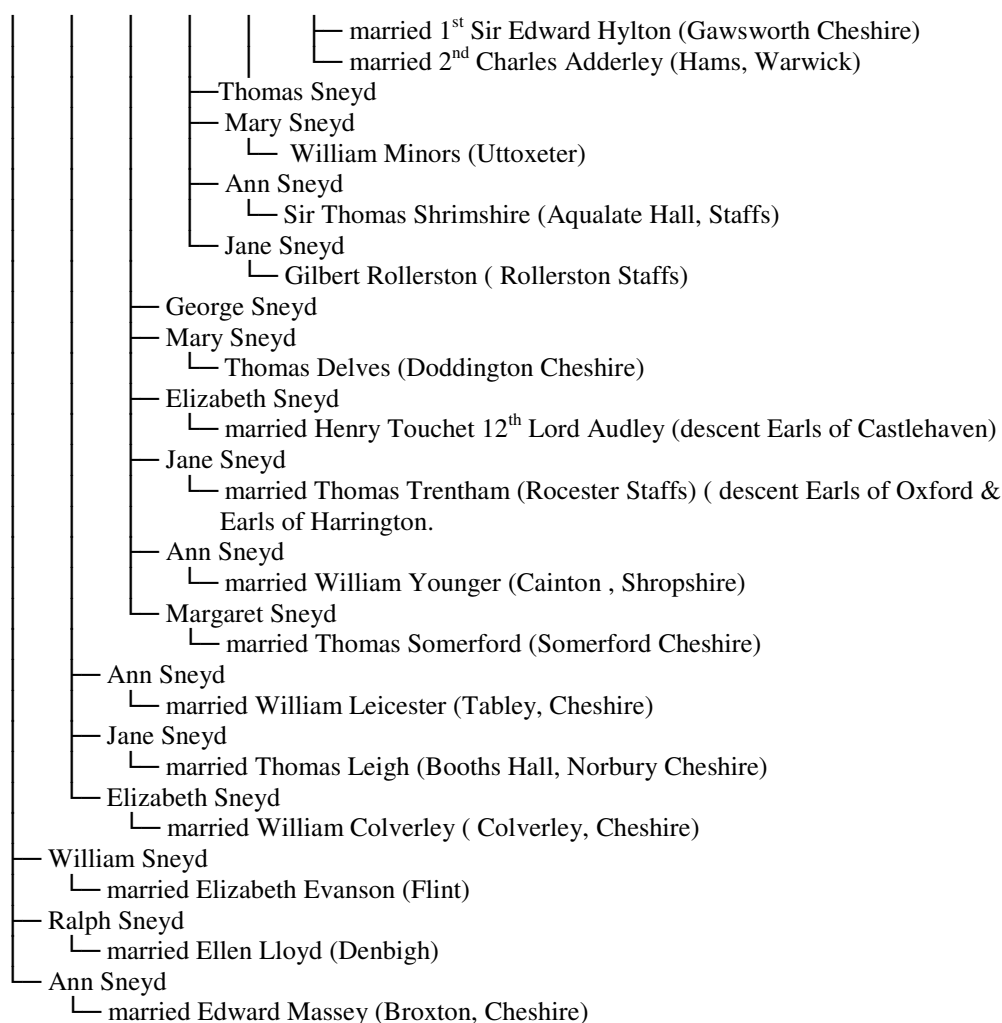 married 1st Sir Edward Hylton (Gawsworth Cheshire)
married 2nd Charles Adderley (Hams, Warwick)
Thomas Sneyd
Mary Sneyd
William Minors (Uttoxeter)
Ann Sneyd
Sir Thomas Shrimshire (Aqualate Hall, Staffs)
Jane Sneyd
Gilbert Rollerston ( Rollerston Staffs)
George Sneyd
Mary Sneyd
Thomas Delves (Doddington Cheshire)
Elizabeth Sneyd
married Henry Touchet 12th Lord Audley (descent Earls of Castlehaven)
Jane Sneyd
married Thomas Trentham (Rocester Staffs) ( descent Earls of Oxford &
Earls of Harrington.
Ann Sneyd
married William Younger (Cainton , Shropshire)
Margaret Sneyd
married Thomas Somerford (Somerford Cheshire)
Ann Sneyd
married William Leicester (Tabley, Cheshire)
Jane Sneyd
married Thomas Leigh (Booths Hall, Norbury Cheshire)
Elizabeth Sneyd
married William Colverley ( Colverley, Cheshire)
William Sneyd
married Elizabeth Evanson (Flint)
Ralph Sneyd
married Ellen Lloyd (Denbigh)
Ann Sneyd
married Edward Massey (Broxton, Cheshire)